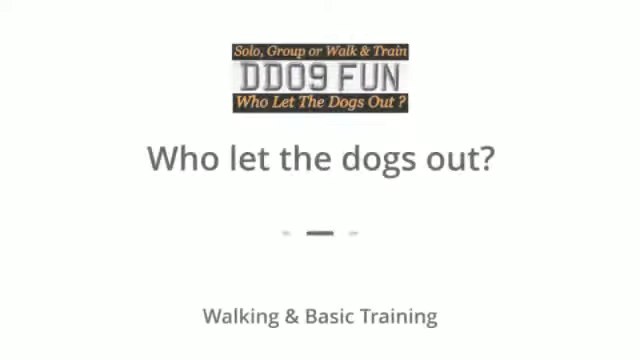 Solo, Group or Walk & Train
DD09 FUN
Who Let The Dogs Out ?
Who let the dogs out?
Walking & Basic Training